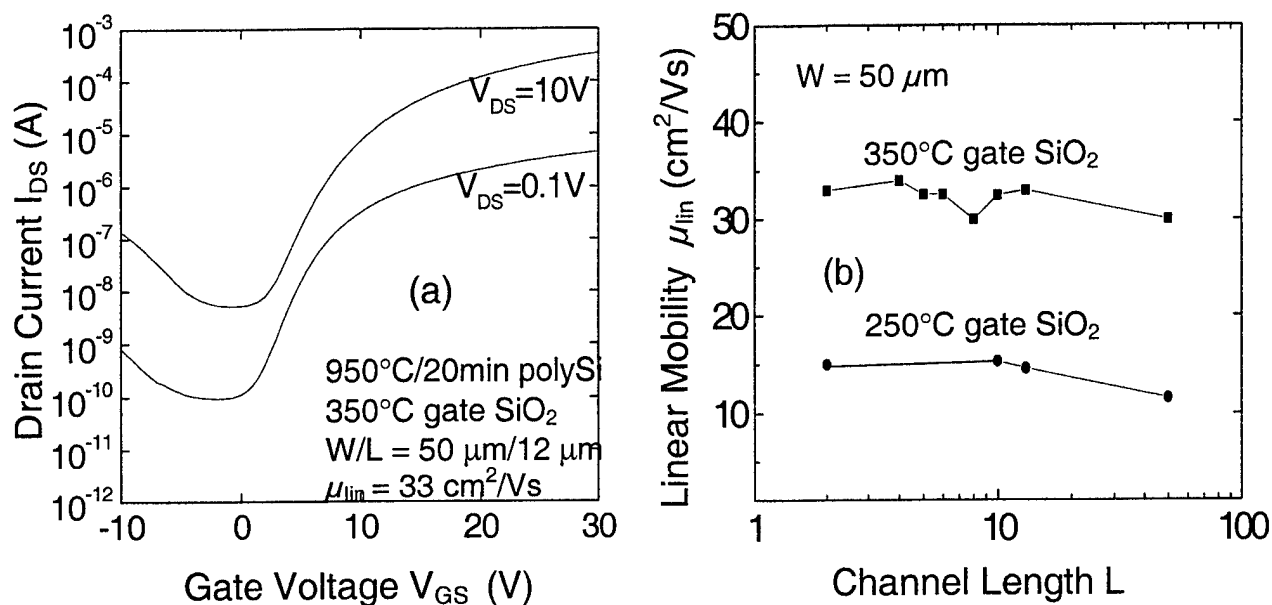 10⁻³
10⁻⁴
10⁻⁵
10⁻⁶
10⁻⁷
10⁻⁸
10⁻⁹
10⁻¹⁰
10⁻¹¹
10⁻¹²
Drain Current I_DS (A)
V_DS=10V
V_DS=0.1V
(a)
950°C/20min polySi
350°C gate SiO₂
W/L = 50 μm/12 μm
μ_lin = 33 cm²/Vs
-10 0 10 20 30
Gate Voltage V_GS (V)
50
40
30
20
10
Linear Mobility μ_lin (cm²/Vs)
W = 50 μm
350°C gate SiO₂
(b)
250°C gate SiO₂
1 10 100
Channel Length L